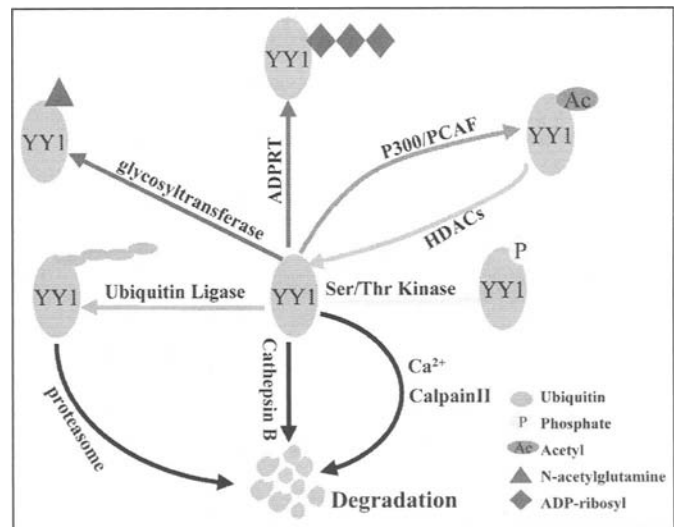 YY1
YY1
Ac
YY1
P300/PCAF
ADPRT
glycosyltransferase
HDACs
P
YY1
Ubiquitin Ligase
YY1
Ser/Thr Kinase
YY1
Ca²⁺
CalpainII
Cathepsin B
proteasome
Degradation
Ubiquitin
P Phosphate
Ac Acetyl
N-acetylglutamine
ADP-ribosyl